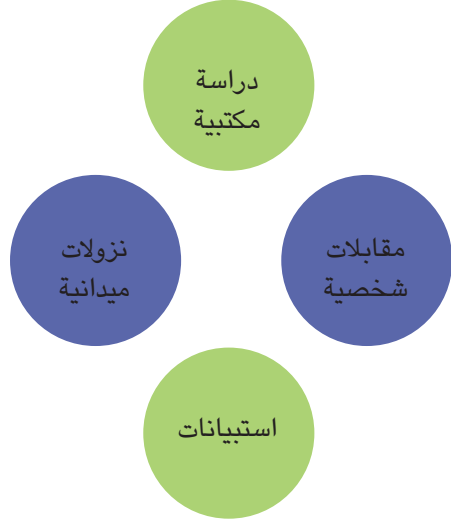 دراسة
مكتبية
مقابلات
شخصية
نزولات
ميدانية
استبيانات